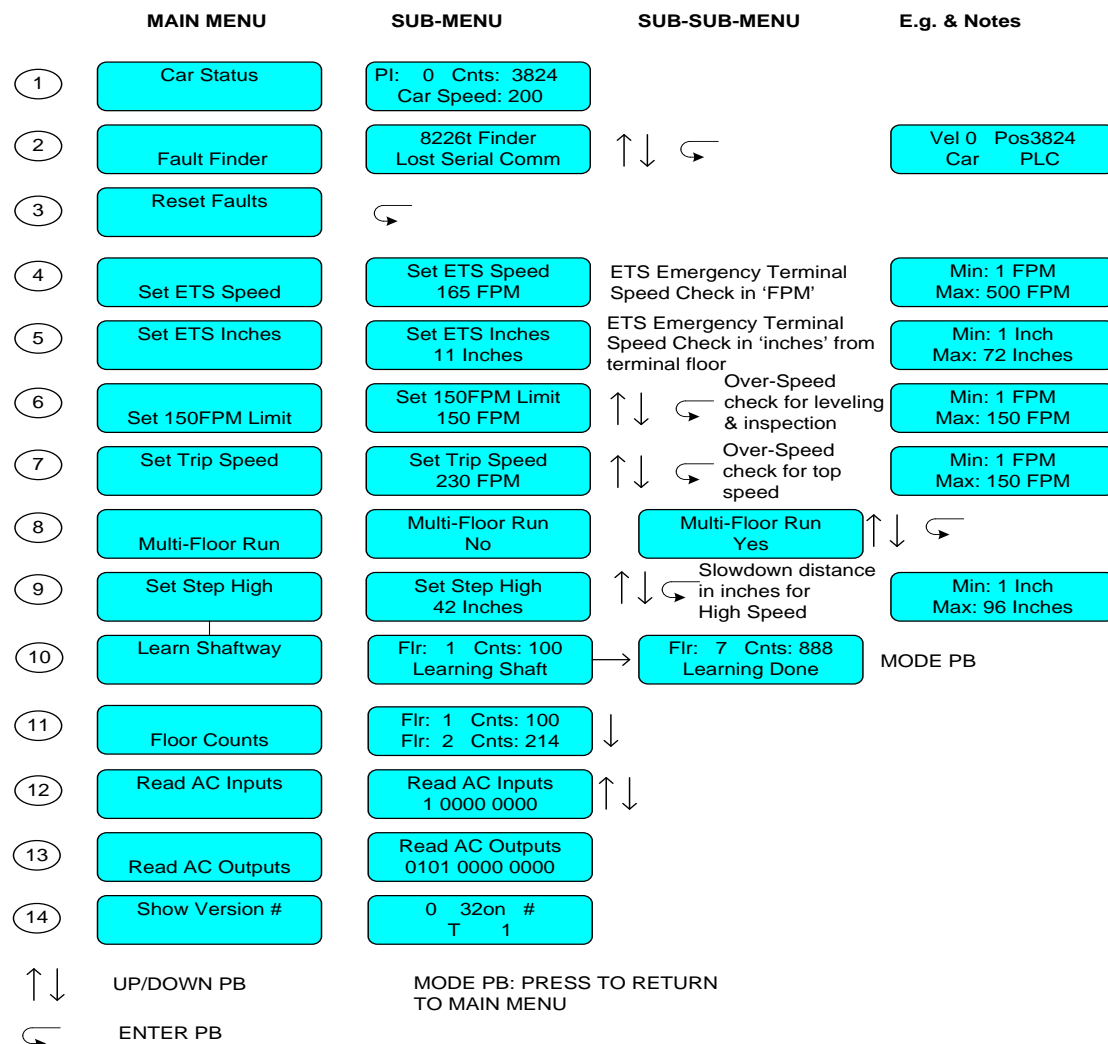 MAIN MENU
SUB-MENU
SUB-SUB-MENU
E.g. & Notes
1
Car Status
PI: 0 Cnts: 3824
Car Speed: 200
2
Fault Finder
8226t Finder
Lost Serial Comm
Vel 0 Pos3824
Car PLC
3
Reset Faults
4
Set ETS Speed
Set ETS Speed
165 FPM
ETS Emergency Terminal
Speed Check in ‘FPM’
Min: 1 FPM
Max: 500 FPM
5
Set ETS Inches
Set ETS Inches
11 Inches
ETS Emergency Terminal
Speed Check in ‘inches’ from
terminal floor
Min: 1 Inch
Max: 72 Inches
6
Set 150FPM Limit
Set 150FPM Limit
150 FPM
Over-Speed
check for leveling
& inspection
Min: 1 FPM
Max: 150 FPM
7
Set Trip Speed
Set Trip Speed
230 FPM
Over-Speed
check for top
speed
Min: 1 FPM
Max: 150 FPM
8
Multi-Floor Run
Multi-Floor Run
No
Multi-Floor Run
Yes
9
Set Step High
Set Step High
42 Inches
Slowdown distance
in inches for
High Speed
Min: 1 Inch
Max: 96 Inches
10
Learn Shaftway
Flr: 1 Cnts: 100
Learning Shaft
Flr: 7 Cnts: 888
Learning Done
MODE PB
11
Floor Counts
Flr: 1 Cnts: 100
Flr: 2 Cnts: 214
12
Read AC Inputs
Read AC Inputs
1 0000 0000
13
Read AC Outputs
Read AC Outputs
0101 0000 0000
14
Show Version #
0 32on #
T 1
UP/DOWN PB
MODE PB: PRESS TO RETURN
TO MAIN MENU
ENTER PB